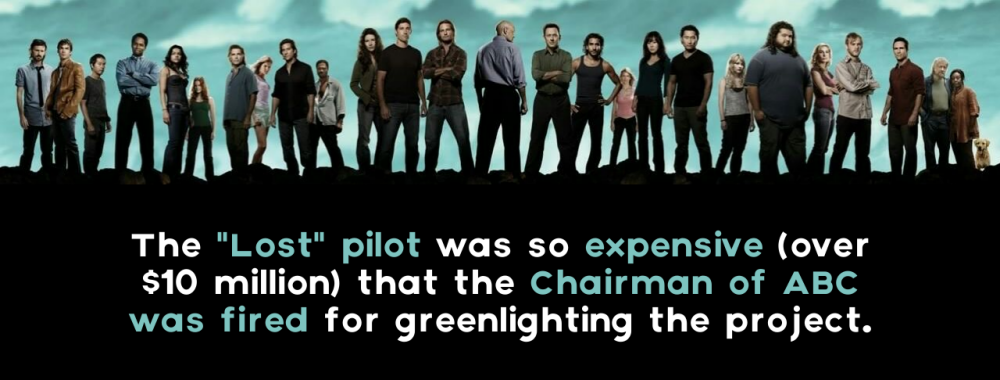 The "Lost" pilot was so expensive (over
$10 million) that the Chairman of ABC
was fired for greenlighting the project.